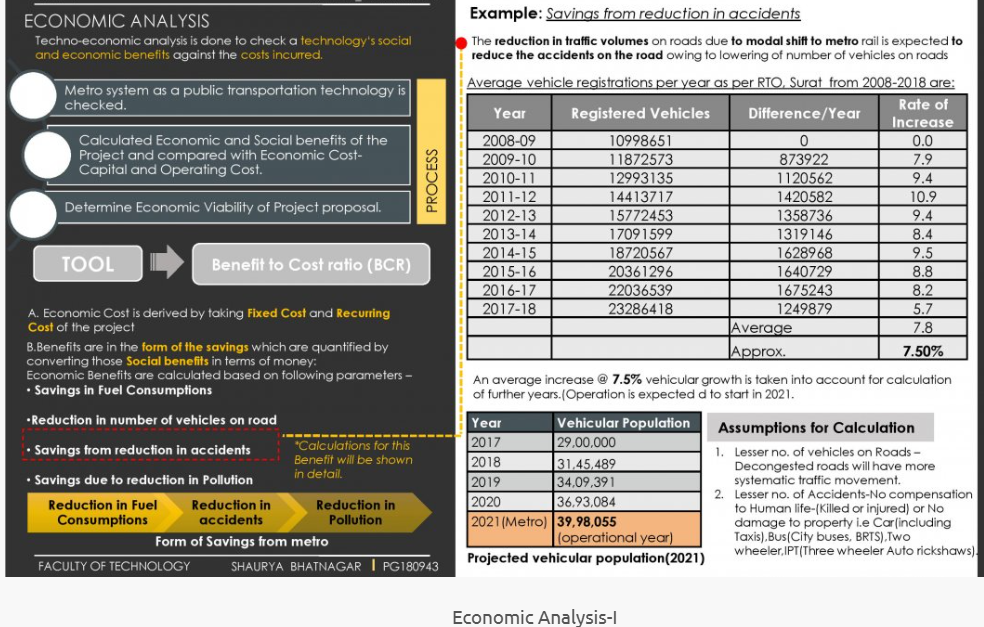 ECONOMIC ANALYSIS
Techno-economic analysis is done to check a technology's social
and economic benefits against the costs incurred.
Metro system as a public transportation technology is
checked.
Calculated Economic and Social benefits of the
Project and compared with Economic Cost-
Capital and Operating Cost.
Determine Economic Viability of Project proposal.
PROCESS
TOOL
Benefit to Cost ratio (BCR)
A. Economic Cost is derived by taking Fixed Cost and Recurring
Cost of the project
B.Benefits are in the form of the savings which are quantified by
converting those Social benefits in terms of money:
Economic Benefits are calculated based on following parameters –
• Savings in Fuel Consumptions
•Reduction in number of vehicles on road
• Savings from reduction in accidents
*Calculations for this
Benefit will be shown
in detail.
• Savings due to reduction in Pollution
Reduction in Fuel
Consumptions
Reduction in
accidents
Reduction in
Pollution
Form of Savings from metro
FACULTY OF TECHNOLOGY SHAURYA BHATNAGAR | PG180943
Example: Savings from reduction in accidents
The reduction in traffic volumes on roads due to modal shift to metro rail is expected to
reduce the accidents on the road owing to lowering of number of vehicles on roads
Average vehicle registrations per year as per RTO, Surat from 2008-2018 are:
Year Registered Vehicles Difference/Year Rate of Increase
2008-09 10998651 0 0.0
2009-10 11872573 873922 7.9
2010-11 12993135 1120562 9.4
2011-12 14413717 1420582 10.9
2012-13 15772453 1358736 9.4
2013-14 17091599 1319146 8.4
2014-15 18720567 1628968 9.5
2015-16 20361296 1640729 8.8
2016-17 22036539 1675243 8.2
2017-18 23286418 1249879 5.7
Average 7.8
Approx. 7.50%
An average increase @ 7.5% vehicular growth is taken into account for calculation
of further years.(Operation is expected d to start in 2021.
Year Vehicular Population
2017 29,00,000
2018 31,45,489
2019 34,09,391
2020 36,93,084
2021(Metro) 39,98,055
(operational year)
Projected vehicular population(2021)
Assumptions for Calculation
1. Lesser no. of vehicles on Roads –
Decongested roads will have more
systematic traffic movement.
2. Lesser no. of Accidents-No compensation
to Human life-(Killed or injured) or No
damage to property i.e Car(including
Taxis),Bus(City buses, BRTS),Two
wheeler,IPT(Three wheeler Auto rickshaws).
Economic Analysis-I